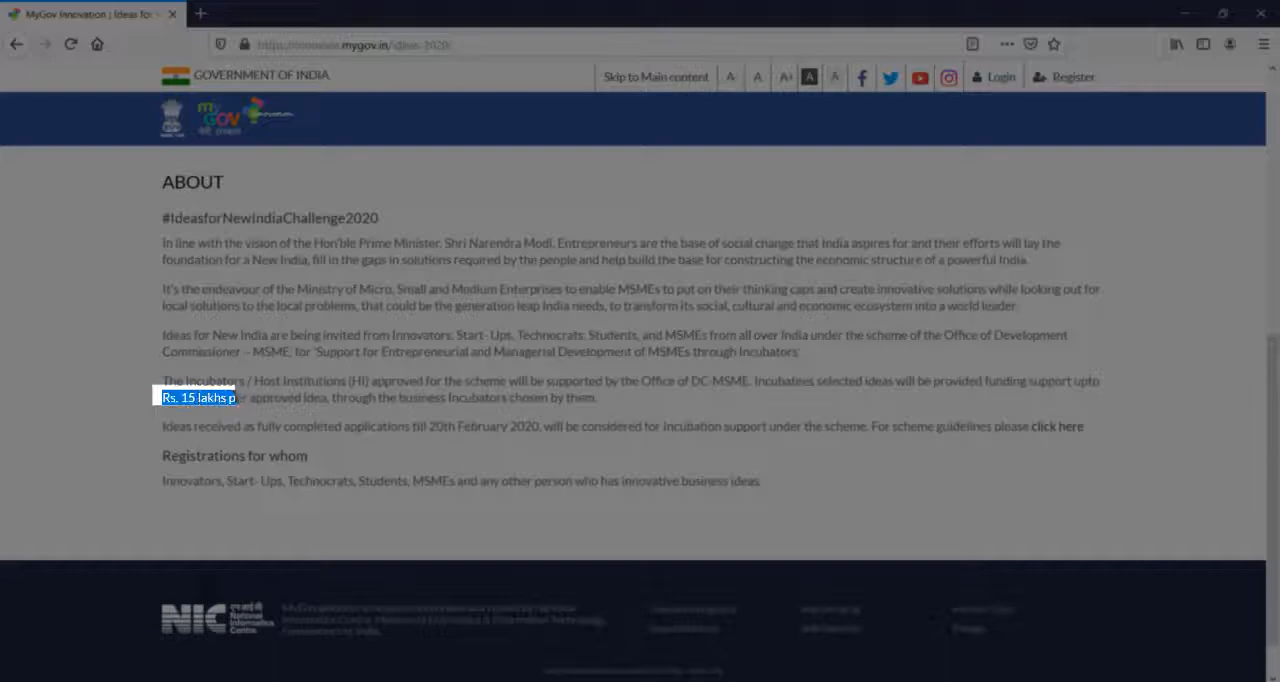 MyGov Innovation | Ideas for
mygov.in
GOVERNMENT OF INDIA
Skip to Main content
A-
A
A+
A
A
Login
Register
my
GOV
ABOUT
#IdeasforNewIndiaChallenge2020
In line with the vision of the Hon'ble Prime Minister, Shri Narendra Modi, Entrepreneurs are the base of social change that India aspires for and their efforts will lay the
foundation for a New India, fill in the gaps in solutions required by the people and help build the base for constructing the economic structure of a powerful India.
It's the endeavour of the Ministry of Micro, Small and Medium Enterprises to enable MSMEs to put on their thinking caps and create innovative solutions while looking out for
local solutions to the local problems, that could be the generation leap India needs, to transform its social, cultural and economic ecosystem into a world leader.
Ideas for New India are being invited from Innovators, Start- Ups, Technocrats, Students, and MSMEs from all over India under the scheme of the Office of Development
Commissioner – MSME, for 'Support for Entrepreneurial and Managerial Development of MSMEs through Incubators'
The Incubators / Host Institutions (HI) approved for the scheme will be supported by the Office of DC-MSME. Incubatees selected ideas will be provided funding support upto
Rs. 15 lakhs per approved idea, through the business Incubators chosen by them.
Ideas received as fully completed applications till 20th February 2020, will be considered for Incubation support under the scheme. For scheme guidelines please click here
Registrations for whom
Innovators, Start- Ups, Technocrats, Students, MSMEs and any other person who has innovative business ideas.
NIC
एन आई सी
National
Informatics
Centre